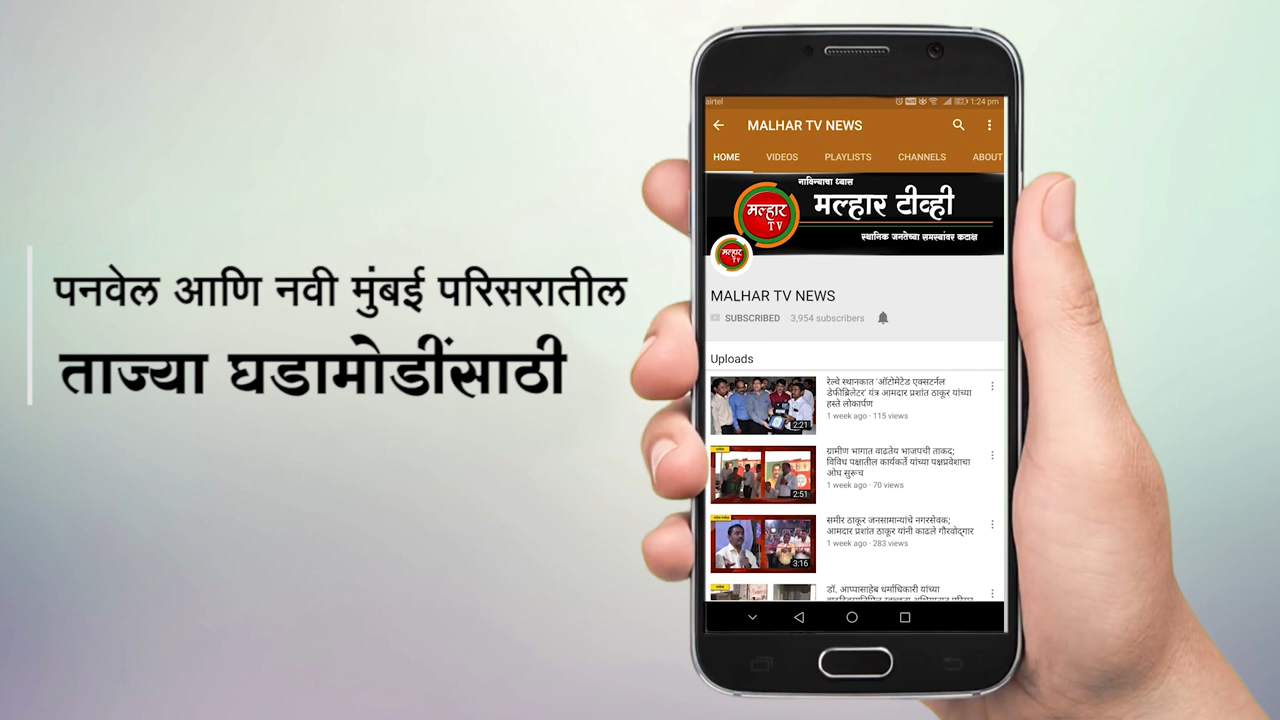 पनवेल आणि नवी मुंबई परिसरातील
ताज्या घडामोडींसाठी
airtel
1:24 pm
MALHAR TV NEWS
HOME VIDEOS PLAYLISTS CHANNELS ABOUT
नाविन्याचा ध्यास
मल्हार टीव्ही
मल्हार
TV
स्थानिक जनतेच्या समस्यांवर कटाक्ष
मल्हार
TV
MALHAR TV NEWS
SUBSCRIBED 3,954 subscribers
Uploads
रेल्वे स्थानकात 'ऑटोमेटेड एक्सटर्नल
डेफीब्रिलेटर' यंत्र आमदार प्रशांत ठाकूर यांच्या
हस्ते लोकार्पण
1 week ago · 115 views
2:21
ग्रामीण भागात वाढतेय भाजपची ताकद;
विविध पक्षातील कार्यकर्ते यांच्या पक्षप्रवेशाचा
ओघ सुरूच
1 week ago · 70 views
2:51
समीर ठाकूर जनसामान्यांचे नगरसेवक;
आमदार प्रशांत ठाकूर यांनी काढले गौरवोद्‌गार
1 week ago · 283 views
3:16
डॉ. आप्पासाहेब धर्माधिकारी यांच्या